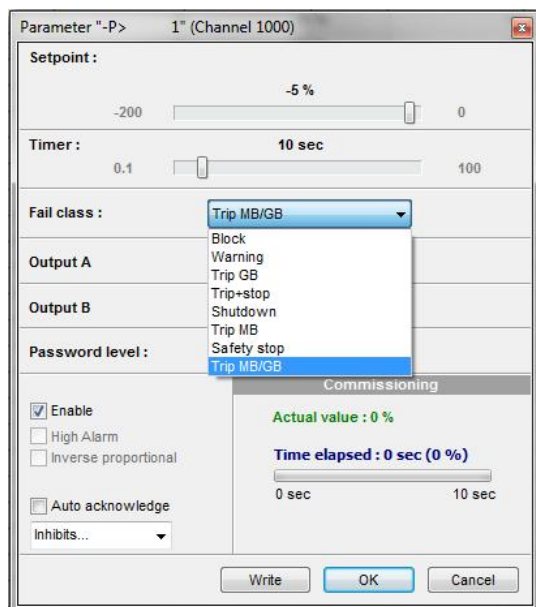 Parameter "-P> 1" (Channel 1000)
Setpoint :
-5 %
-200 0
Timer : 10 sec
0.1 100
Fail class : Trip MB/GB
Block
Warning
Trip GB
Trip+stop
Shutdown
Trip MB
Safety stop
Trip MB/GB
Output A
Output B
Password level :
Commissioning
Enable
High Alarm
Inverse proportional
Auto acknowledge
Inhibits...
Actual value : 0 %
Time elapsed : 0 sec (0 %)
0 sec 10 sec
Write OK Cancel